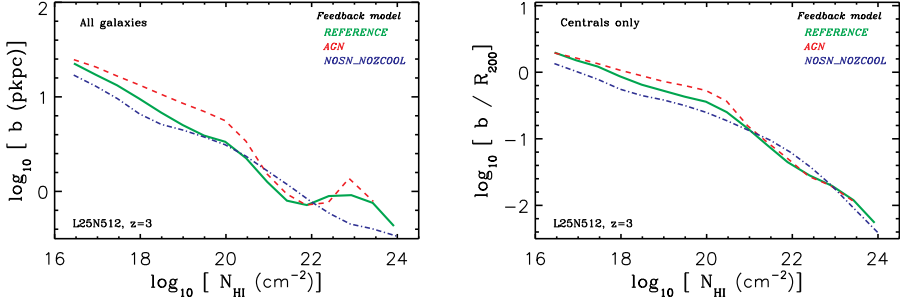 All galaxies
Feedback model
REFERENCE
AGN
NOSN_NOZCOOL
L25N512, z=3
log10 [ b (pkpc)]
2
1
0
16 18 20 22 24
log10 [ NHI (cm−2)]
Centrals only
Feedback model
REFERENCE
AGN
NOSN_NOZCOOL
L25N512, z=3
log10 [ b / R200]
0
−1
−2
16 18 20 22 24
log10 [ NHI (cm−2)]